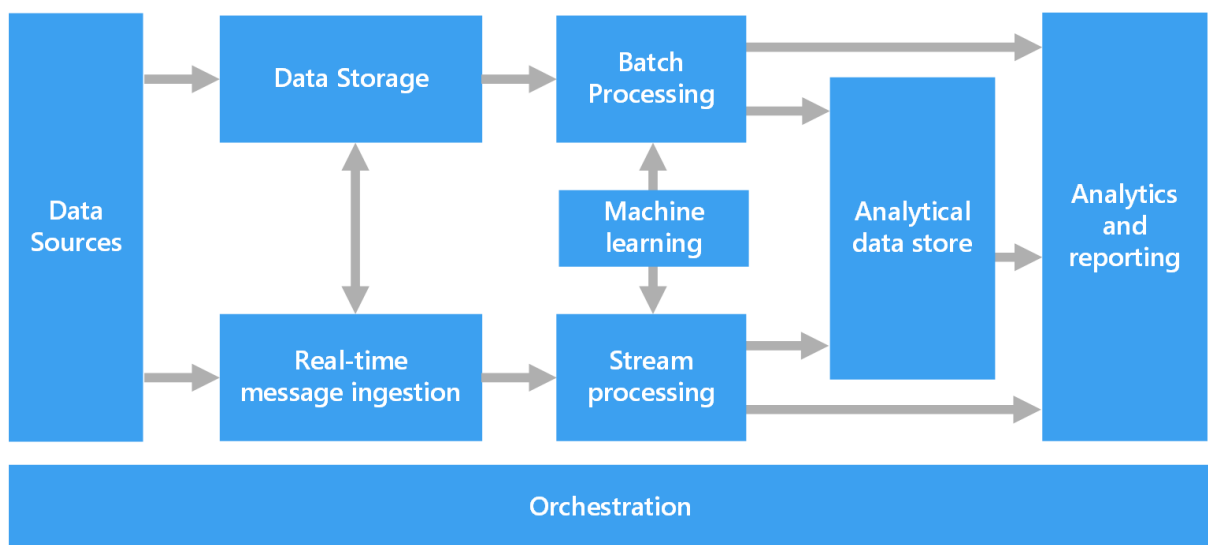 Data
Sources
Data Storage
Real-time
message ingestion
Batch
Processing
Machine
learning
Stream
processing
Analytical
data store
Analytics
and
reporting
Orchestration